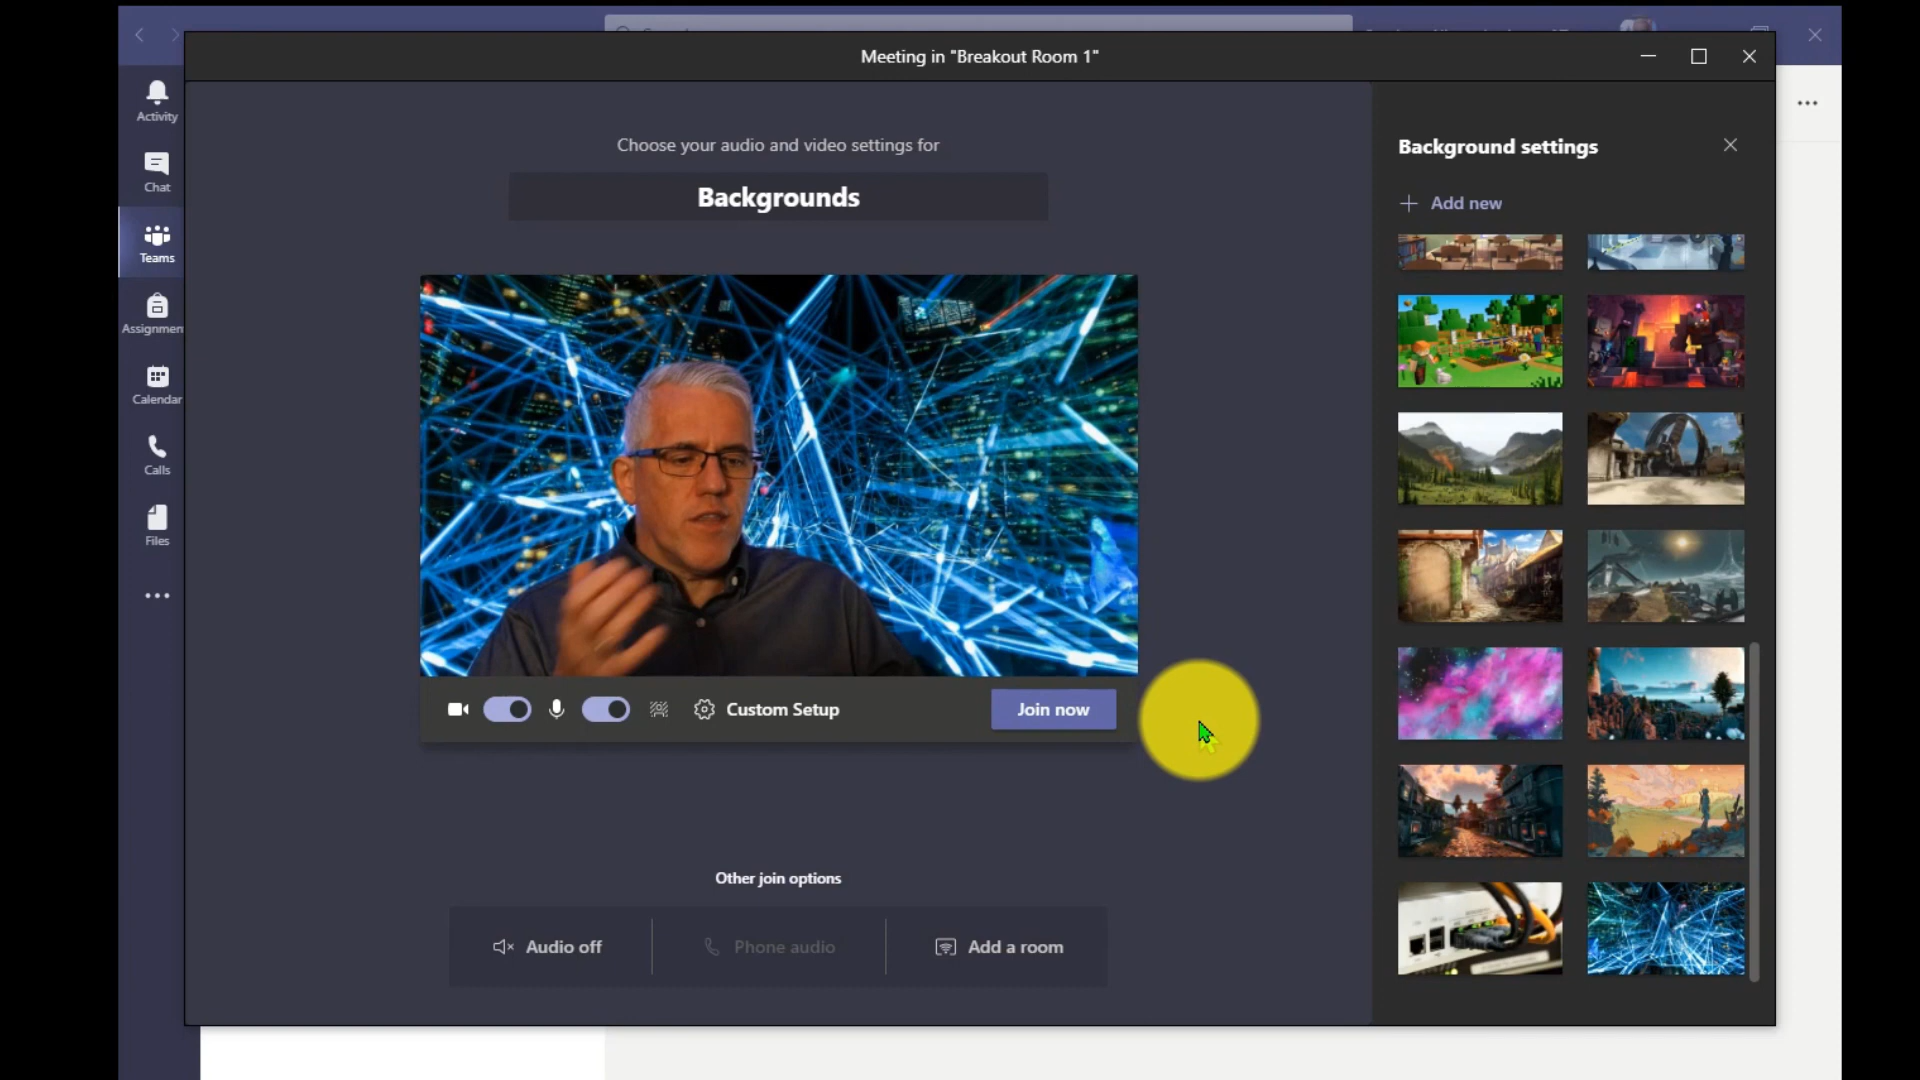 Meeting in "Breakout Room 1"
Activity
Chat
Teams
Assignmen
Calendar
Calls
Files
Choose your audio and video settings for
Backgrounds
Custom Setup
Join now
Other join options
Audio off
Phone audio
Add a room
Background settings
Add new